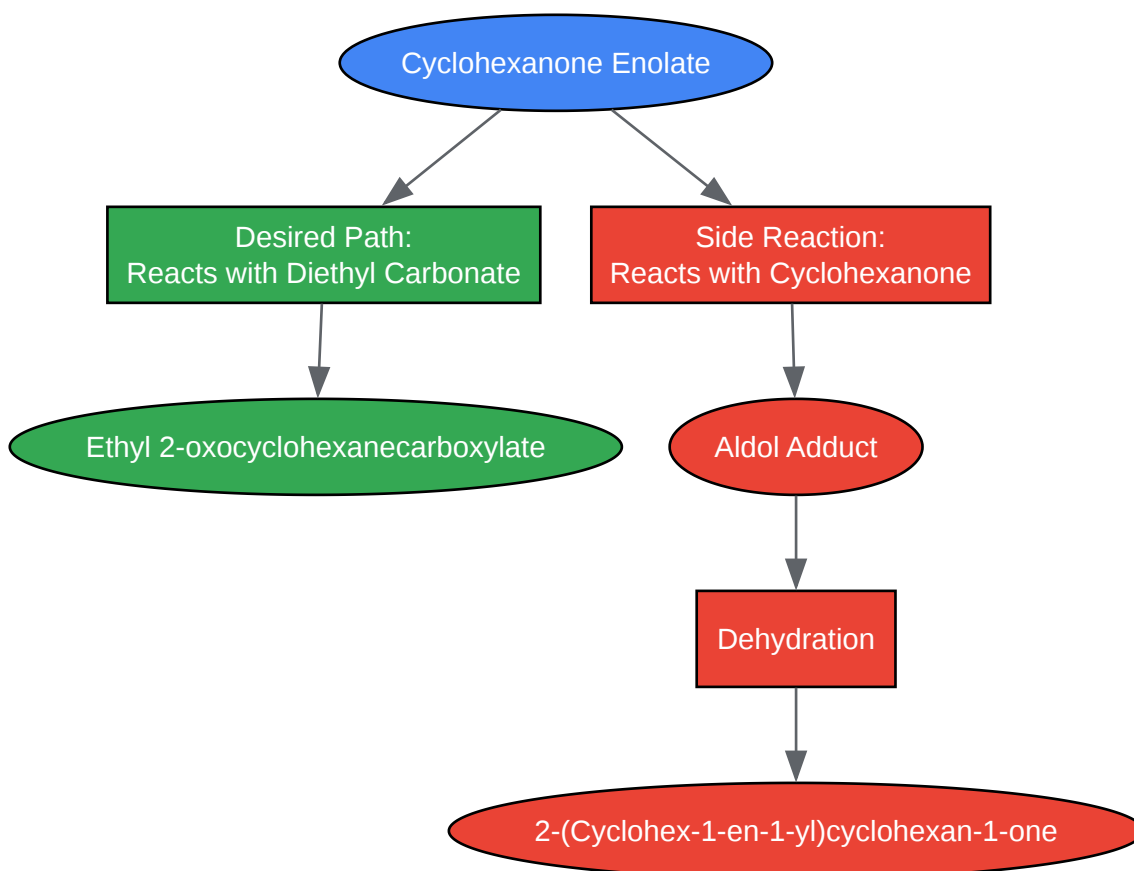 Cyclohexanone Enolate
Desired Path:
Reacts with Diethyl Carbonate
Side Reaction:
Reacts with Cyclohexanone
Ethyl 2-oxocyclohexanecarboxylate
Aldol Adduct
Dehydration
2-(Cyclohex-1-en-1-yl)cyclohexan-1-one